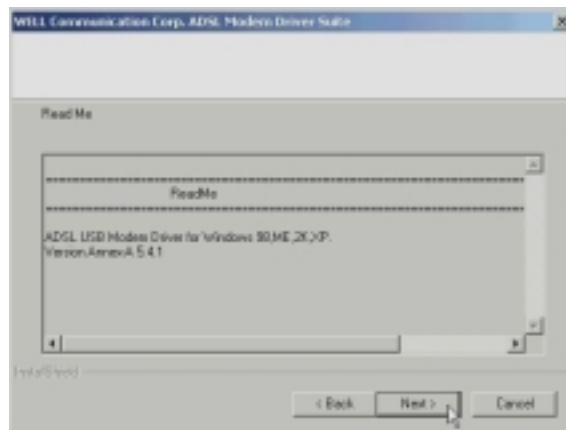 WELL Communication Corp. ADSL Modem Driver Suite
Read Me
ReadMe
ADSL USB Modem Driver for Windows 98,ME,2K,XP.
Version:AnnexA 5.4.1
InstallShield
< Back
Next >
Cancel